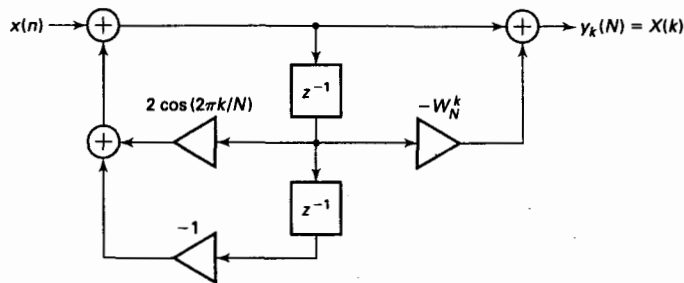 x(n)
+
+
y_k(N) = X(k)
z^{-1}
2 cos (2πk/N)
-W_N^k
+
z^{-1}
-1